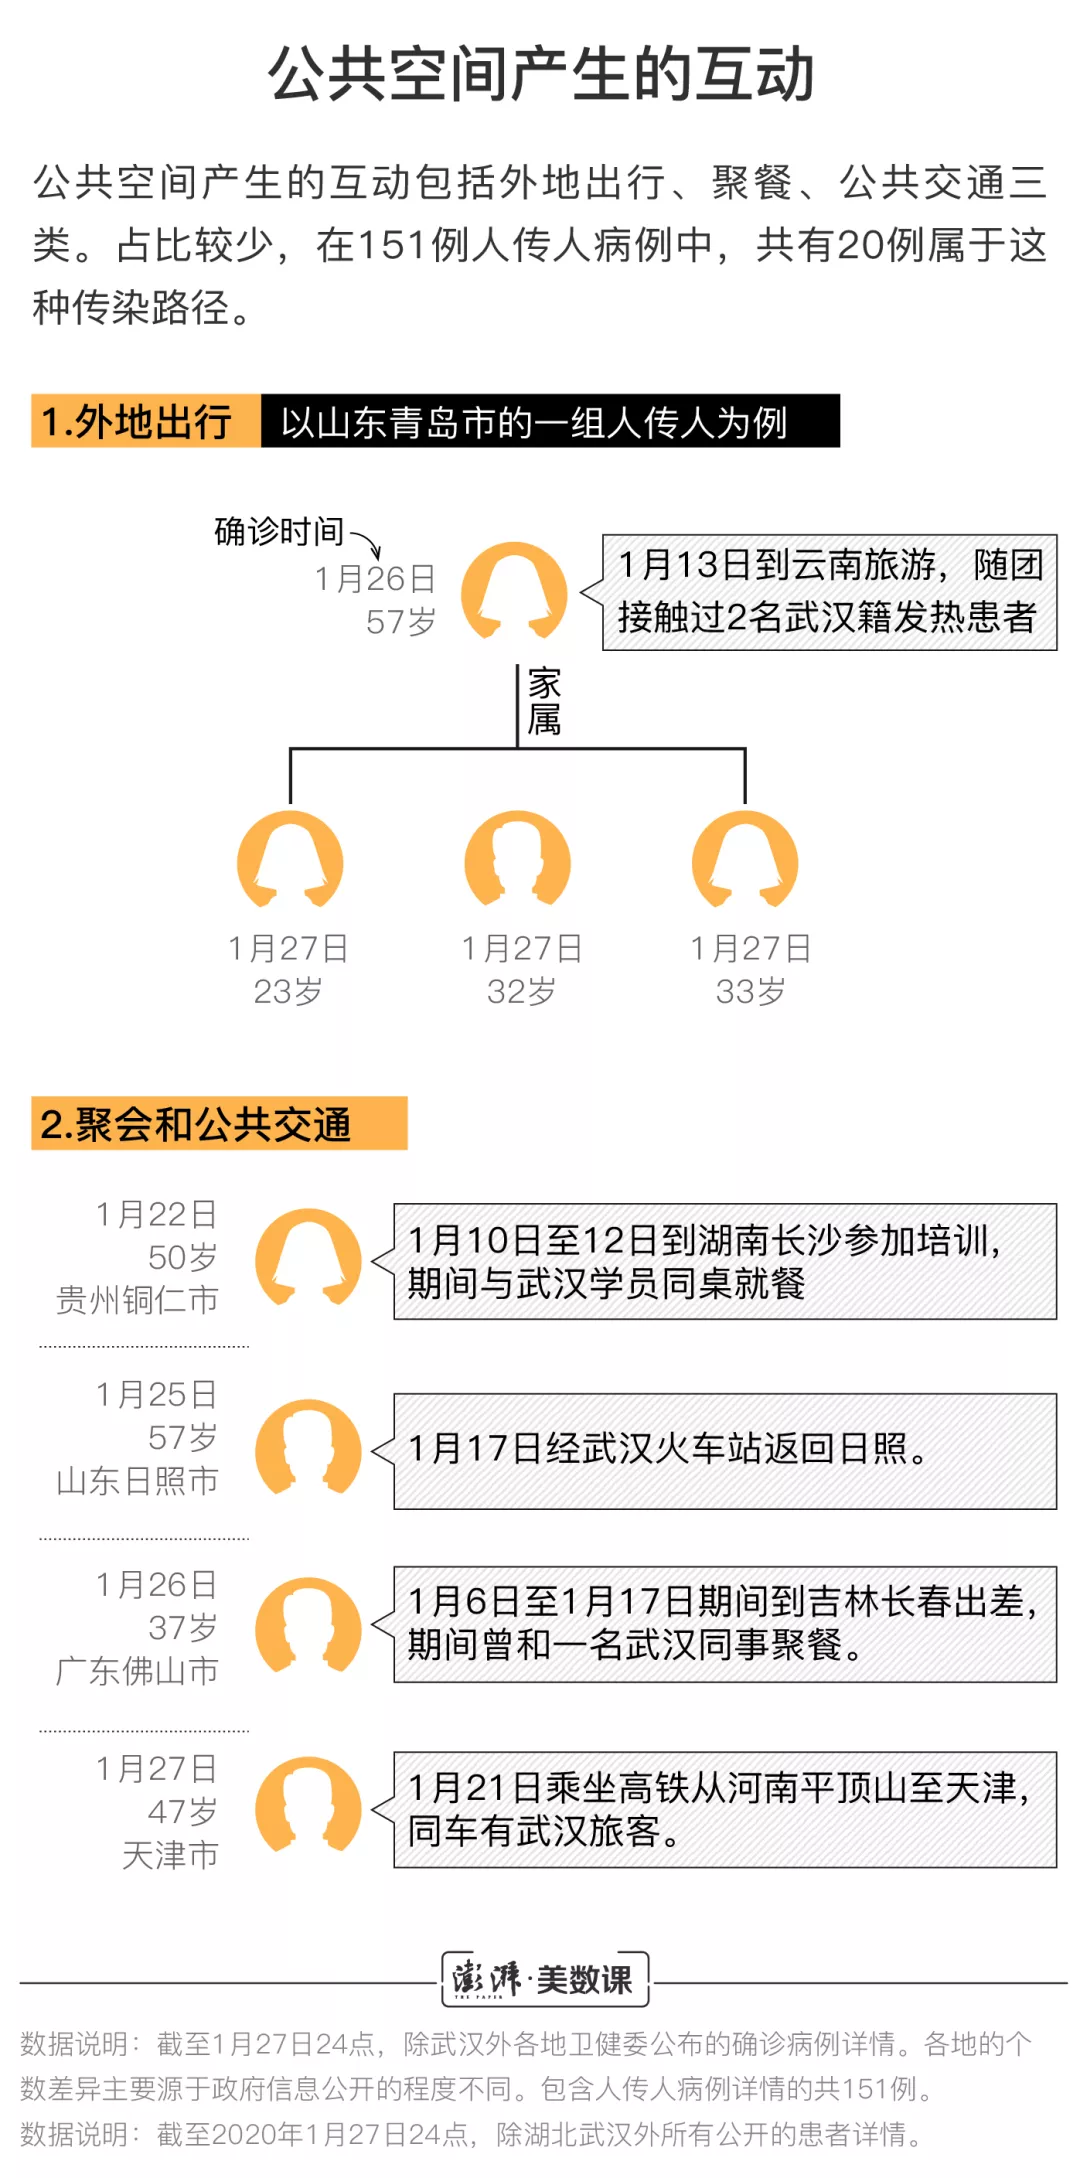 公共空间产生的互动
公共空间产生的互动包括外地出行、聚餐、公共交通三
类。占比较少，在151例人传人病例中，共有20例属于这
种传染路径。
1.外地出行 以山东青岛市的一组人传人为例
确诊时间
1月26日
57岁
1月13日到云南旅游，随团
接触过2名武汉籍发热患者
家属
1月27日
23岁
1月27日
32岁
1月27日
33岁
2.聚会和公共交通
1月22日
50岁
贵州铜仁市
1月10日至12日到湖南长沙参加培训，
期间与武汉学员同桌就餐
1月25日
57岁
山东日照市
1月17日经武汉火车站返回日照。
1月26日
37岁
广东佛山市
1月6日至1月17日期间到吉林长春出差，
期间曾和一名武汉同事聚餐。
1月27日
47岁
天津市
1月21日乘坐高铁从河南平顶山至天津，
同车有武汉旅客。
澎湃·美数课
THE PAPER
数据说明：截至1月27日24点，除武汉外各地卫健委公布的确诊病例详情。各地的个
数差异主要源于政府信息公开的程度不同。包含人传人病例详情的共151例。
数据说明：截至2020年1月27日24点，除湖北武汉外所有公开的患者详情。